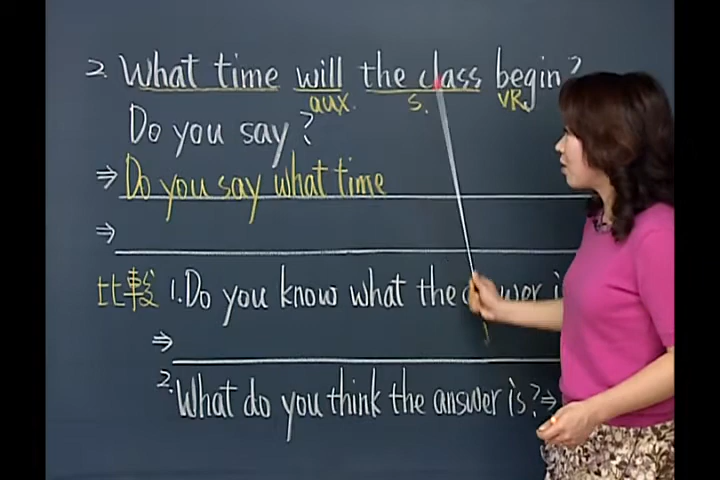 2. What time will the class begin?
aux. s. VR
Do you say?
⇒ Do you say what time
⇒
比較 1. Do you know what the answer i
⇒
2. What do you think the answer is? ⇒